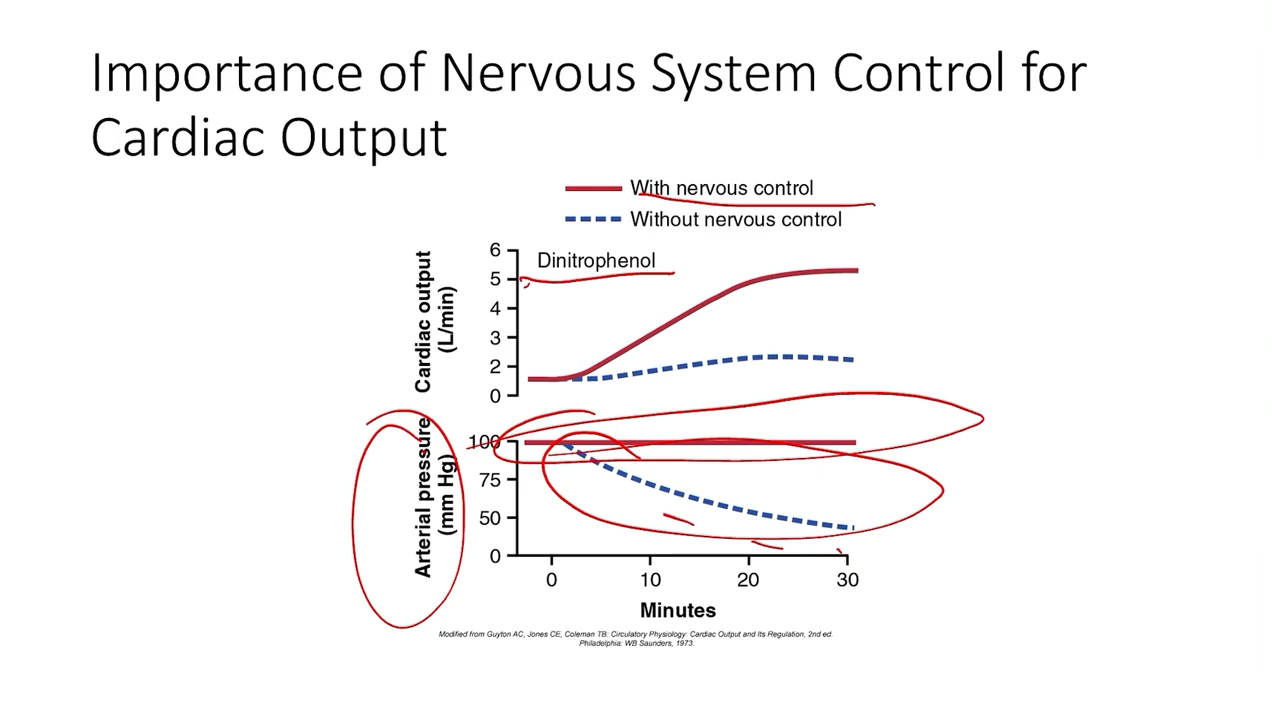 Importance of Nervous System Control for
Cardiac Output
With nervous control
Without nervous control
Dinitrophenol
Cardiac output
(L/min)
6
5
4
3
2
0
Arterial pressure
(mm Hg)
100
75
50
0
0 10 20 30
Minutes
Modified from Guyton AC, Jones CE, Coleman TB: Circulatory Physiology: Cardiac Output and Its Regulation, 2nd ed.
Philadelphia: WB Saunders, 1973.